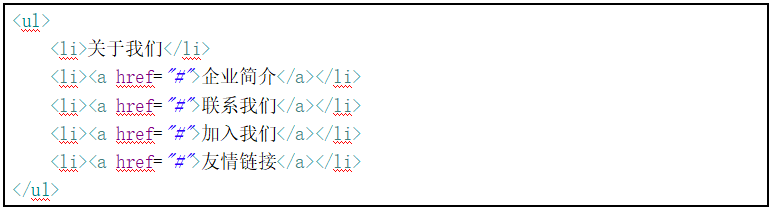 <ul>
<li>关于我们</li>
<li><a href="#">企业简介</a></li>
<li><a href="#">联系我们</a></li>
<li><a href="#">加入我们</a></li>
<li><a href="#">友情链接</a></li>
</ul>